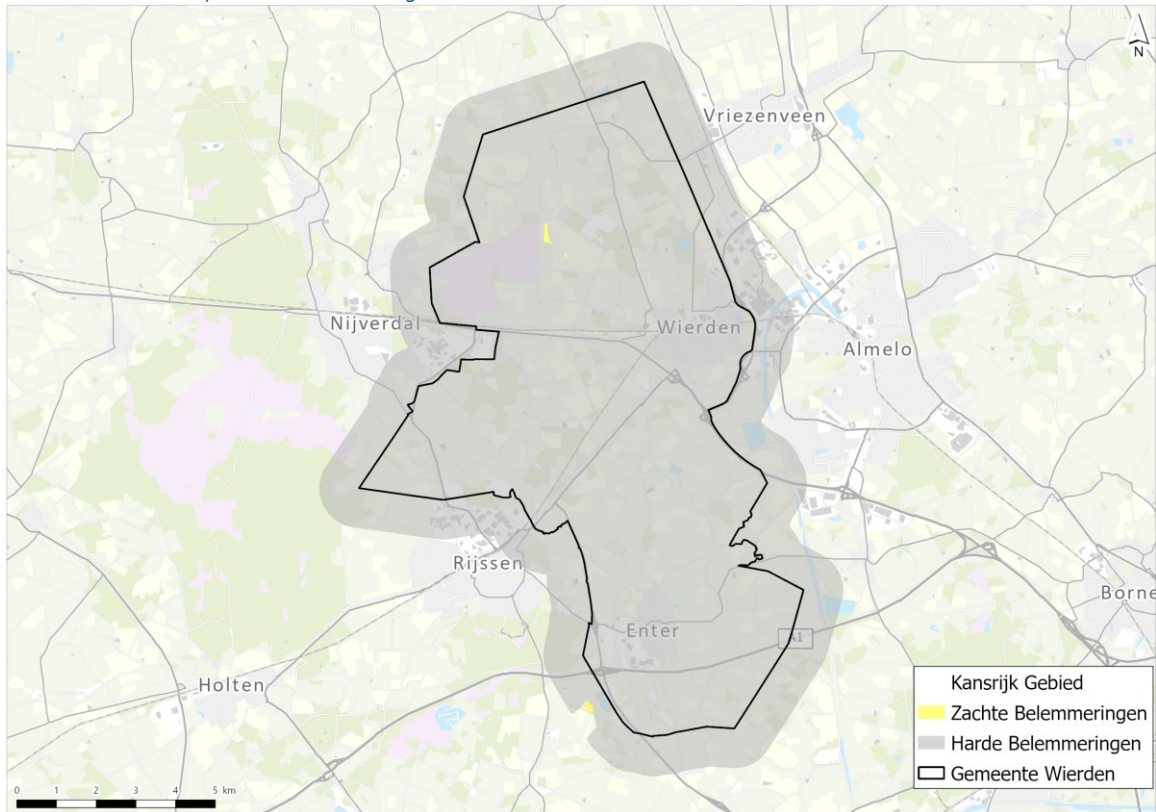 N
Vriezenveen
Nijverdal
Wierden
Almelo
Rijssen
Enter
A1
Borne
Holten
Kansrijk Gebied
Zachte Belemmeringen
Harde Belemmeringen
Gemeente Wierden
0 1 2 3 4 5 km